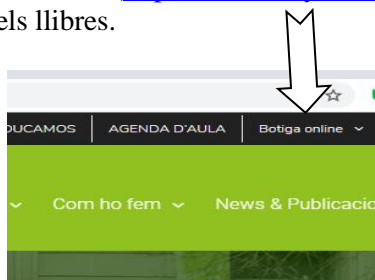 els llibres.
DUCAMOS AGENDA D'AULA Botiga online
Com ho fem News & Publicacio